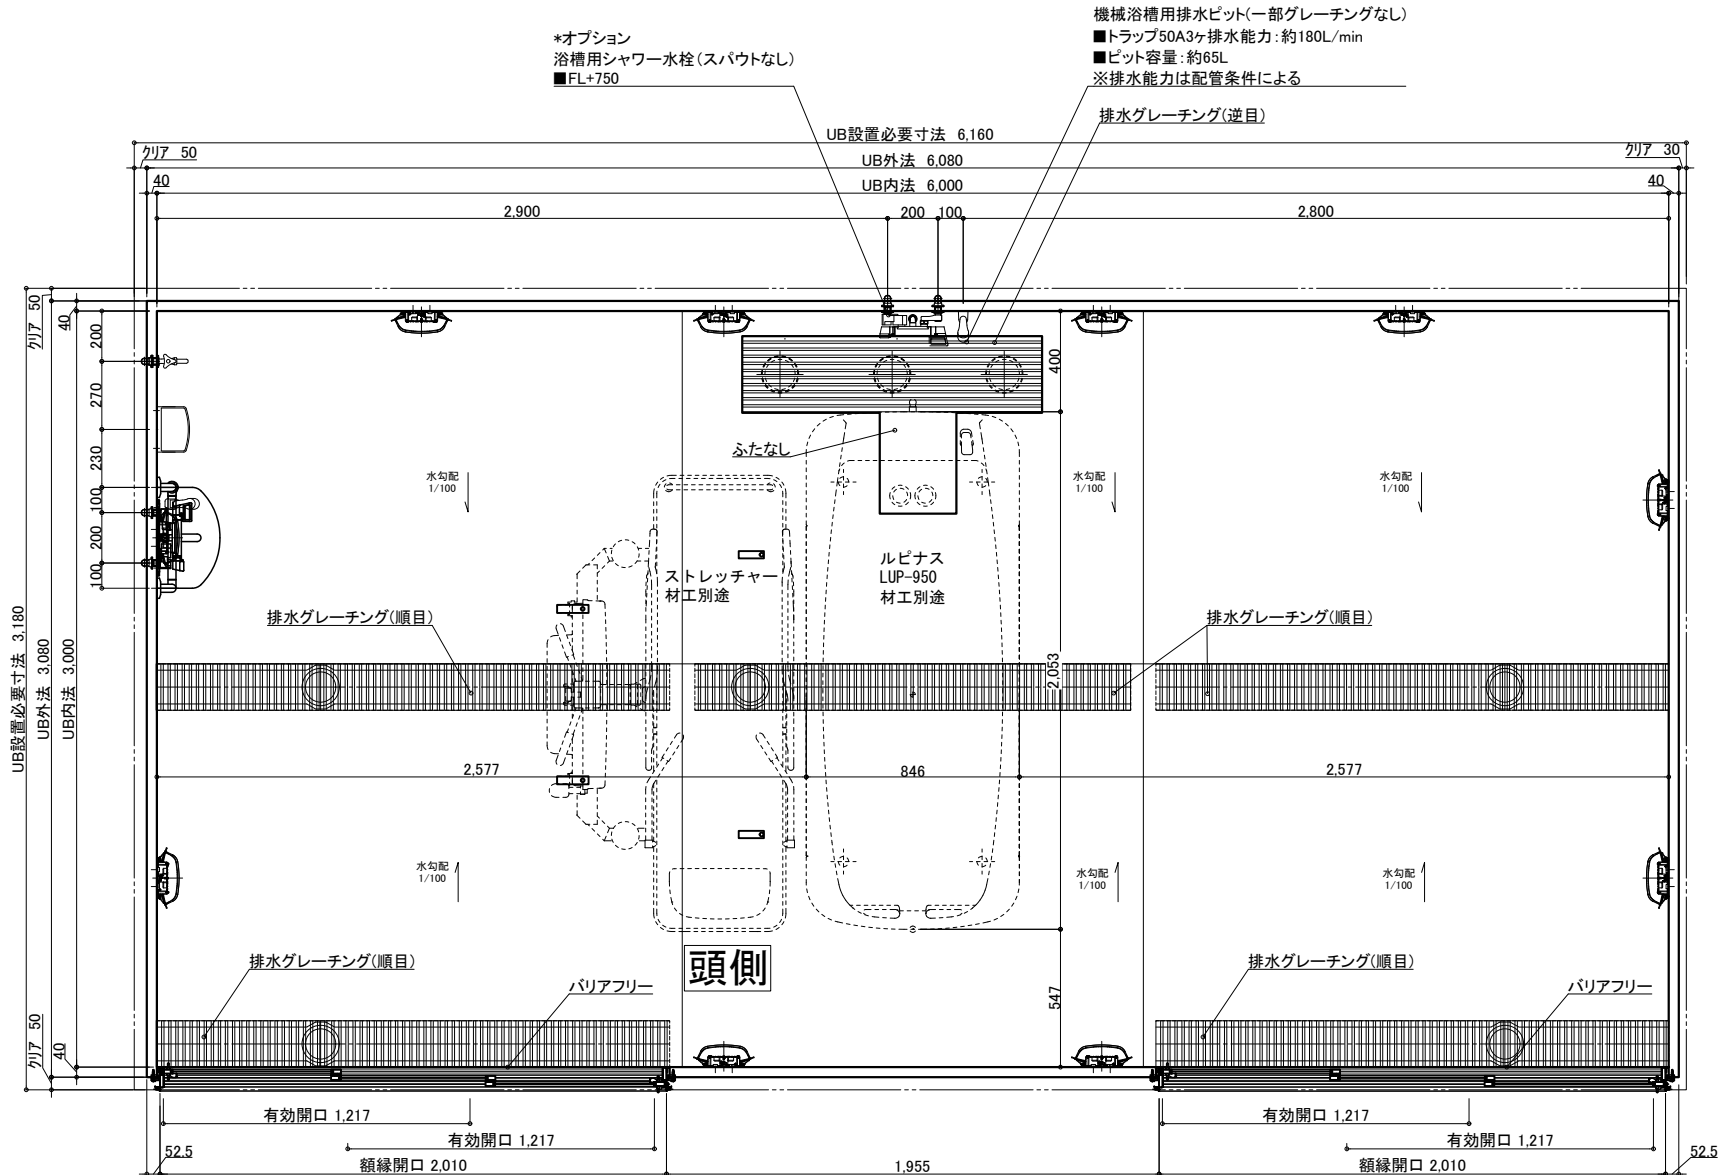 *オプション
浴槽用シャワー水栓(スパウトなし)
■FL+750
機械浴槽用排水ピット(一部グレーチングなし)
■トラップ50A3ヶ排水能力:約180L/min
■ピット容量:約65L
※排水能力は配管条件による
排水グレーチング(逆目)
UB設置必要寸法 6,160
クリア 50
UB外法 6,080
クリア 30
40
UB内法 6,000
40
2,900
200
100
2,800
クリア 50
40
200
270
230
100
200
100
UB設置必要寸法 3,180
UB外法 3,080
UB内法 3,000
クリア 50
40
400
ふたなし
水勾配
1/100
水勾配
1/100
水勾配
1/100
ストレッチャー
材工別途
ルピナス
LUP-950
材工別途
排水グレーチング(順目)
排水グレーチング(順目)
2,053
2,577
846
2,577
水勾配
1/100
水勾配
1/100
水勾配
1/100
頭側
排水グレーチング(順目)
バリアフリー
547
排水グレーチング(順目)
バリアフリー
有効開口 1,217
有効開口 1,217
有効開口 1,217
有効開口 1,217
52.5
額縁開口 2,010
1,955
額縁開口 2,010
52.5